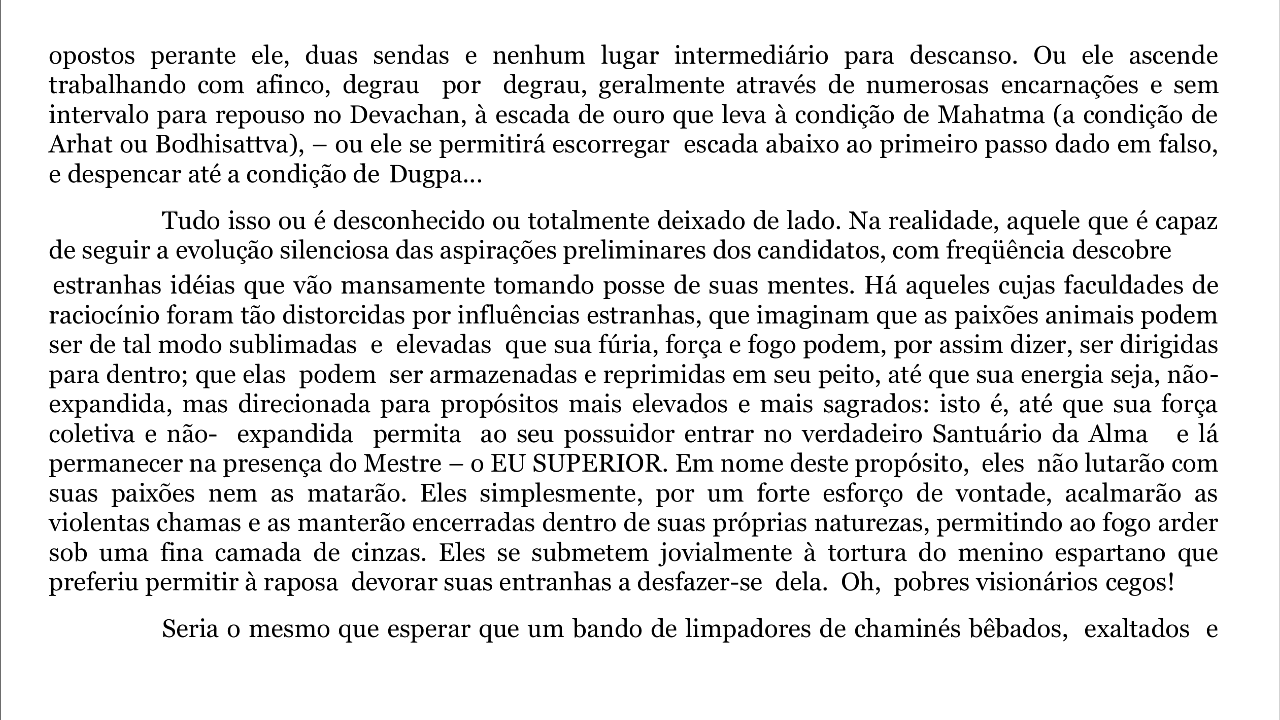 opostos perante ele, duas sendas e nenhum lugar intermediário para descanso. Ou ele ascende
trabalhando com afinco, degrau por degrau, geralmente através de numerosas encarnações e sem
intervalo para repouso no Devachan, à escada de ouro que leva à condição de Mahatma (a condição de
Arhat ou Bodhisattva), – ou ele se permitirá escorregar escada abaixo ao primeiro passo dado em falso,
e despencar até a condição de Dugpa...
Tudo isso ou é desconhecido ou totalmente deixado de lado. Na realidade, aquele que é capaz
de seguir a evolução silenciosa das aspirações preliminares dos candidatos, com freqüência descobre
estranhas idéias que vão mansamente tomando posse de suas mentes. Há aqueles cujas faculdades de
raciocínio foram tão distorcidas por influências estranhas, que imaginam que as paixões animais podem
ser de tal modo sublimadas e elevadas que sua fúria, força e fogo podem, por assim dizer, ser dirigidas
para dentro; que elas podem ser armazenadas e reprimidas em seu peito, até que sua energia seja, não-
expandida, mas direcionada para propósitos mais elevados e mais sagrados: isto é, até que sua força
coletiva e não- expandida permita ao seu possuidor entrar no verdadeiro Santuário da Alma e lá
permanecer na presença do Mestre – o EU SUPERIOR. Em nome deste propósito, eles não lutarão com
suas paixões nem as matarão. Eles simplesmente, por um forte esforço de vontade, acalmarão as
violentas chamas e as manterão encerradas dentro de suas próprias naturezas, permitindo ao fogo arder
sob uma fina camada de cinzas. Eles se submetem jovialmente à tortura do menino espartano que
preferiu permitir à raposa devorar suas entranhas a desfazer-se dela. Oh, pobres visionários cegos!
Seria o mesmo que esperar que um bando de limpadores de chaminés bêbados, exaltados e